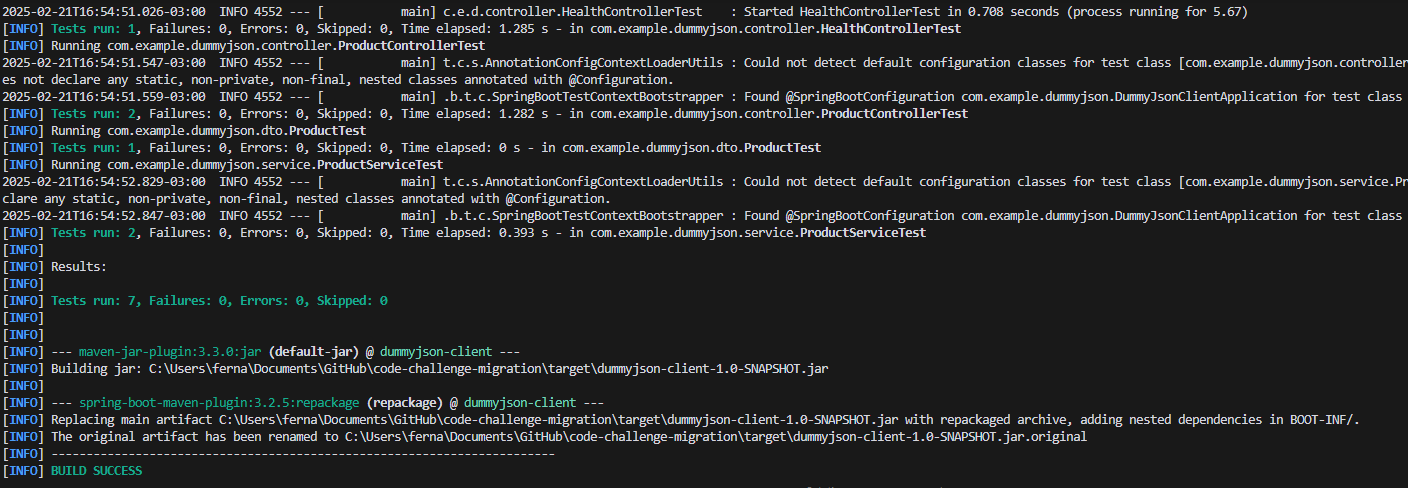 2025-02-21T16:54:51.026-03:00  INFO 4552 --- [           main] c.e.d.controller.HealthControllerTest    : Started HealthControllerTest in 0.708 seconds (process running for 5.67)
[INFO] Tests run: 1, Failures: 0, Errors: 0, Skipped: 0, Time elapsed: 1.285 s - in com.example.dummyjson.controller.HealthControllerTest
[INFO] Running com.example.dummyjson.controller.ProductControllerTest
2025-02-21T16:54:51.547-03:00  INFO 4552 --- [           main] t.c.s.AnnotationConfigContextLoaderUtils : Could not detect default configuration classes for test class [com.example.dummyjson.controller
es not declare any static, non-private, non-final, nested classes annotated with @Configuration.
2025-02-21T16:54:51.559-03:00  INFO 4552 --- [           main] .b.t.c.SpringBootTestContextBootstrapper : Found @SpringBootConfiguration com.example.dummyjson.DummyJsonClientApplication for test class
[INFO] Tests run: 2, Failures: 0, Errors: 0, Skipped: 0, Time elapsed: 1.282 s - in com.example.dummyjson.controller.ProductControllerTest
[INFO] Running com.example.dummyjson.dto.ProductTest
[INFO] Tests run: 1, Failures: 0, Errors: 0, Skipped: 0, Time elapsed: 0 s - in com.example.dummyjson.dto.ProductTest
[INFO] Running com.example.dummyjson.service.ProductServiceTest
2025-02-21T16:54:52.829-03:00  INFO 4552 --- [           main] t.c.s.AnnotationConfigContextLoaderUtils : Could not detect default configuration classes for test class [com.example.dummyjson.service.Pr
clare any static, non-private, non-final, nested classes annotated with @Configuration.
2025-02-21T16:54:52.847-03:00  INFO 4552 --- [           main] .b.t.c.SpringBootTestContextBootstrapper : Found @SpringBootConfiguration com.example.dummyjson.DummyJsonClientApplication for test class
[INFO] Tests run: 2, Failures: 0, Errors: 0, Skipped: 0, Time elapsed: 0.393 s - in com.example.dummyjson.service.ProductServiceTest
[INFO]
[INFO] Results:
[INFO]
[INFO] Tests run: 7, Failures: 0, Errors: 0, Skipped: 0
[INFO]
[INFO]
[INFO] --- maven-jar-plugin:3.3.0:jar (default-jar) @ dummyjson-client ---
[INFO] Building jar: C:\Users\ferna\Documents\GitHub\code-challenge-migration\target\dummyjson-client-1.0-SNAPSHOT.jar
[INFO]
[INFO] --- spring-boot-maven-plugin:3.2.5:repackage (repackage) @ dummyjson-client ---
[INFO] Replacing main artifact C:\Users\ferna\Documents\GitHub\code-challenge-migration\target\dummyjson-client-1.0-SNAPSHOT.jar with repackaged archive, adding nested dependencies in BOOT-INF/.
[INFO] The original artifact has been renamed to C:\Users\ferna\Documents\GitHub\code-challenge-migration\target\dummyjson-client-1.0-SNAPSHOT.jar.original
[INFO] ------------------------------------------------------------------------
[INFO] BUILD SUCCESS